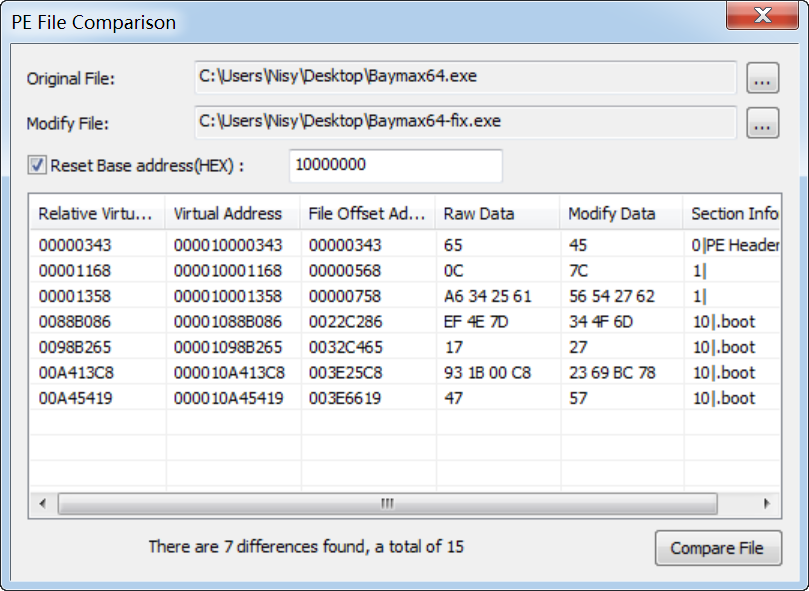 PE File Comparison
Original File: C:\Users\Nisy\Desktop\Baymax64.exe ...
Modify File: C:\Users\Nisy\Desktop\Baymax64-fix.exe ...
Reset Base address(HEX) : 10000000
Relative Virtu... Virtual Address File Offset Ad... Raw Data Modify Data Section Info
00000343 000010000343 00000343 65 45 0|PE Header
00001168 000010001168 00000568 0C 7C 1|
00001358 000010001358 00000758 A6 34 25 61 56 54 27 62 1|
0088B086 00001088B086 0022C286 EF 4E 7D 34 4F 6D 10|.boot
0098B265 00001098B265 0032C465 17 27 10|.boot
00A413C8 000010A413C8 003E25C8 93 1B 00 C8 23 69 BC 78 10|.boot
00A45419 000010A45419 003E6619 47 57 10|.boot
There are 7 differences found, a total of 15
Compare File